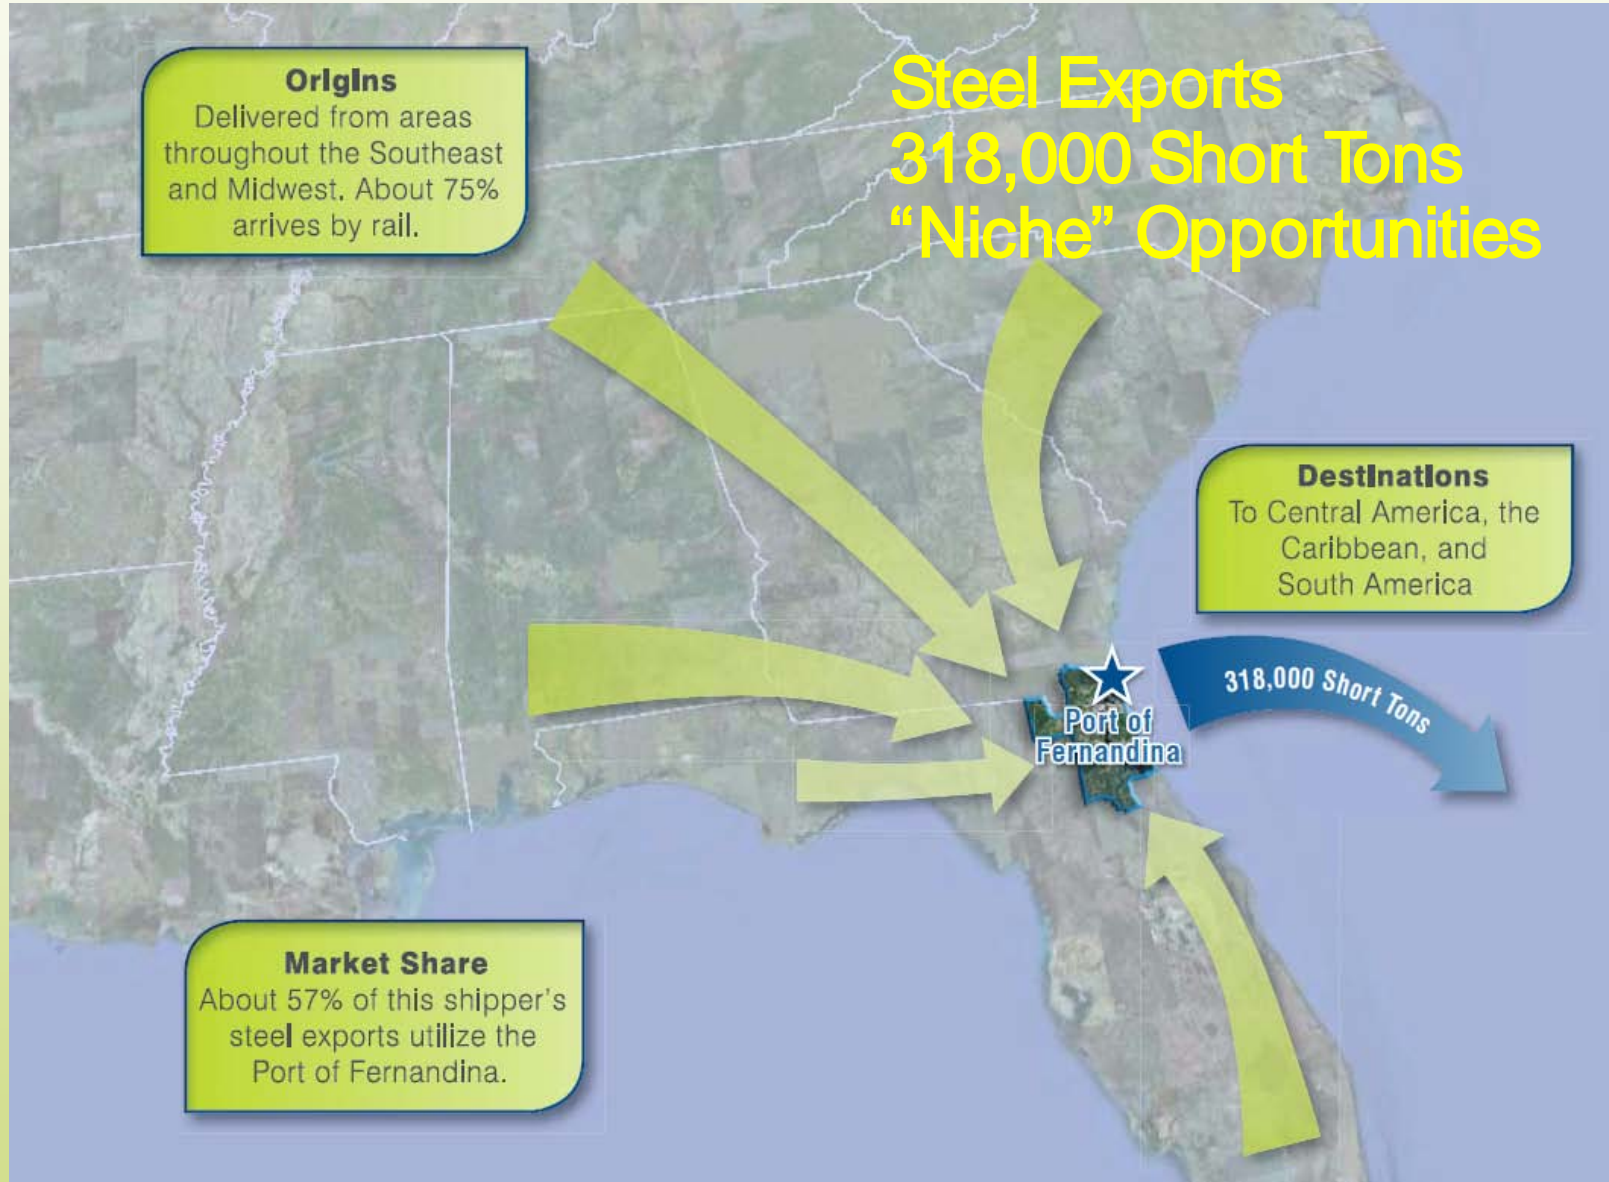 Steel Exports
318,000 Short Tons
“Niche” Opportunities
Origins
Delivered from areas
throughout the Southeast
and Midwest. About 75%
arrives by rail.
Destinations
To Central America, the
Caribbean, and
South America
318,000 Short Tons
Port of
Fernandina
Market Share
About 57% of this shipper's
steel exports utilize the
Port of Fernandina.